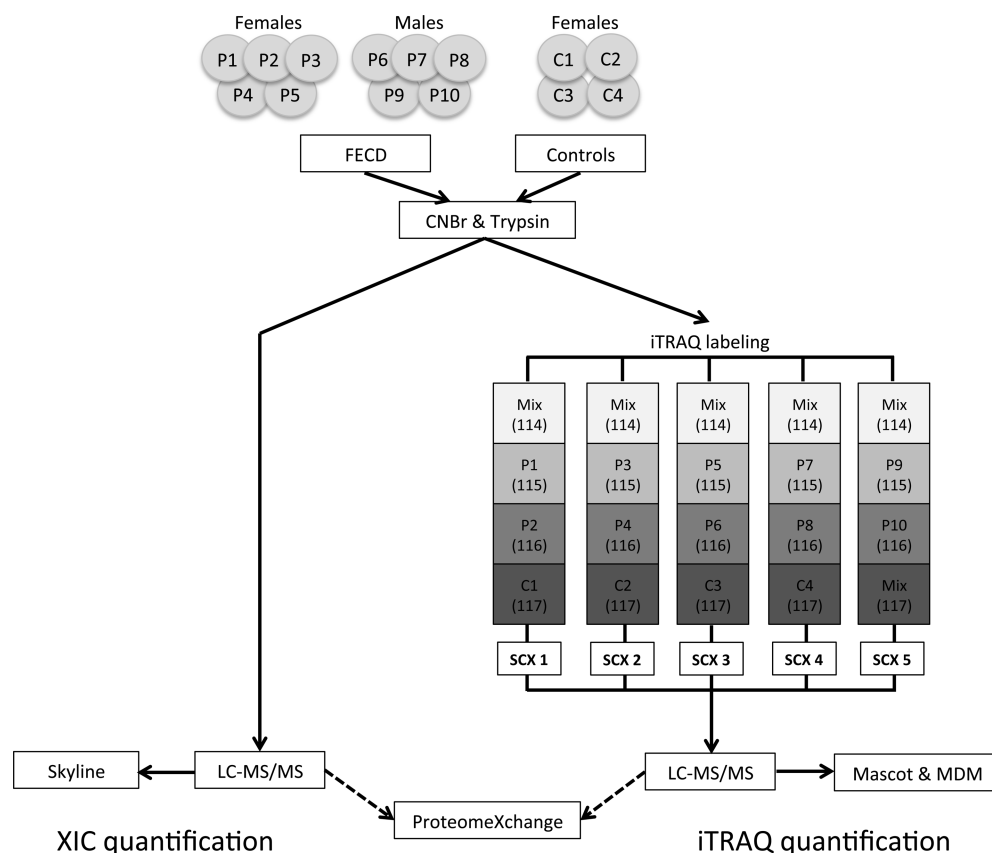 Females Males Females
P1 P2 P3 P6 P7 P8 C1 C2
P4 P5 P9 P10 C3 C4
FECD Controls
CNBr & Trypsin
iTRAQ labeling
Mix Mix Mix Mix Mix
(114) (114) (114) (114) (114)
P1 P3 P5 P7 P9
(115) (115) (115) (115) (115)
P2 P4 P6 P8 P10
(116) (116) (116) (116) (116)
C1 C2 C3 C4 Mix
(117) (117) (117) (117) (117)
SCX 1 SCX 2 SCX 3 SCX 4 SCX 5
Skyline LC-MS/MS LC-MS/MS Mascot & MDM
ProteomeXchange
XIC quantification iTRAQ quantification